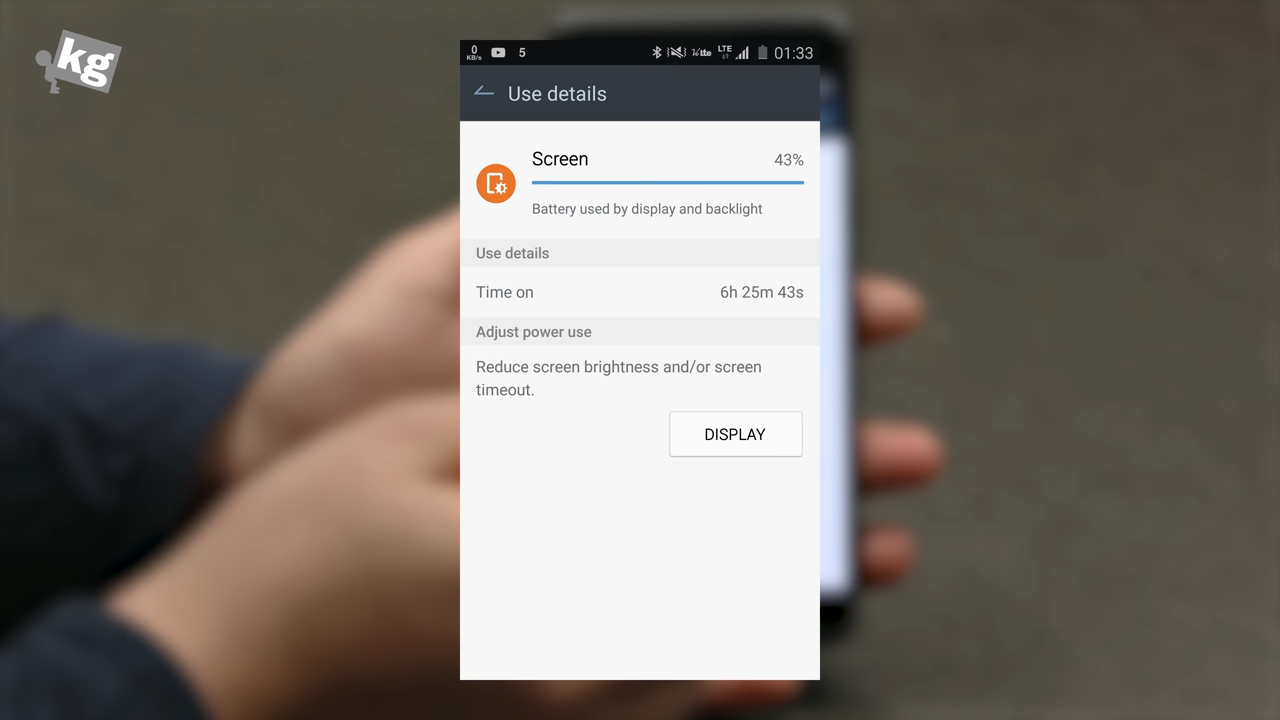 kg
0
KB/s
5
LTE
01:33
Use details
Screen
43%
Battery used by display and backlight
Use details
Time on
6h 25m 43s
Adjust power use
Reduce screen brightness and/or screen
timeout.
DISPLAY